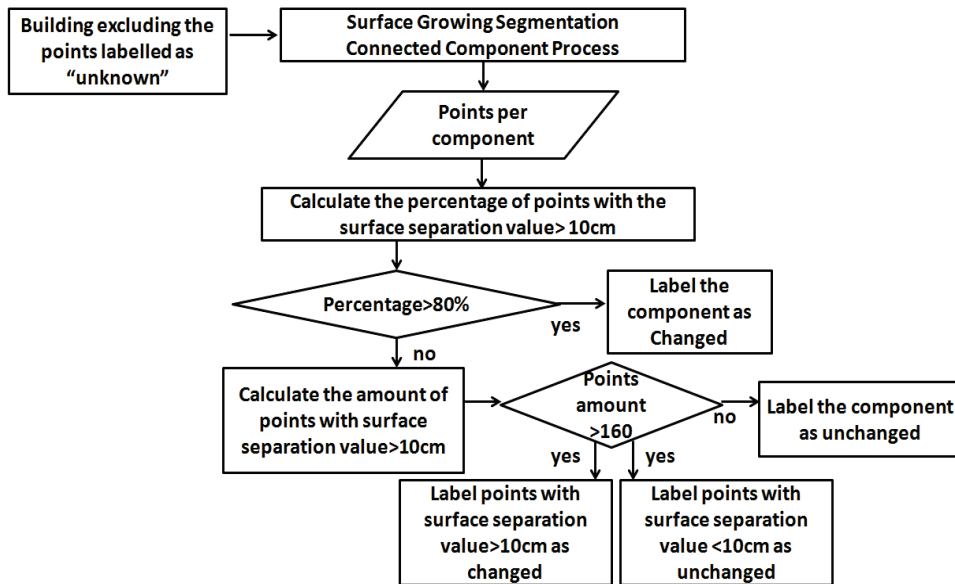 Building excluding the
points labelled as
“unknown”
Surface Growing Segmentation
Connected Component Process
Points per
component
Calculate the percentage of points with the
surface separation value> 10cm
Percentage>80%
yes
Label the
component as
Changed
no
Calculate the amount of
points with surface
separation value>10cm
Points
amount
>160
no
Label the component
as unchanged
yes
yes
Label points with
surface separation
value>10cm as
changed
Label points with
surface separation
value <10cm as
unchanged